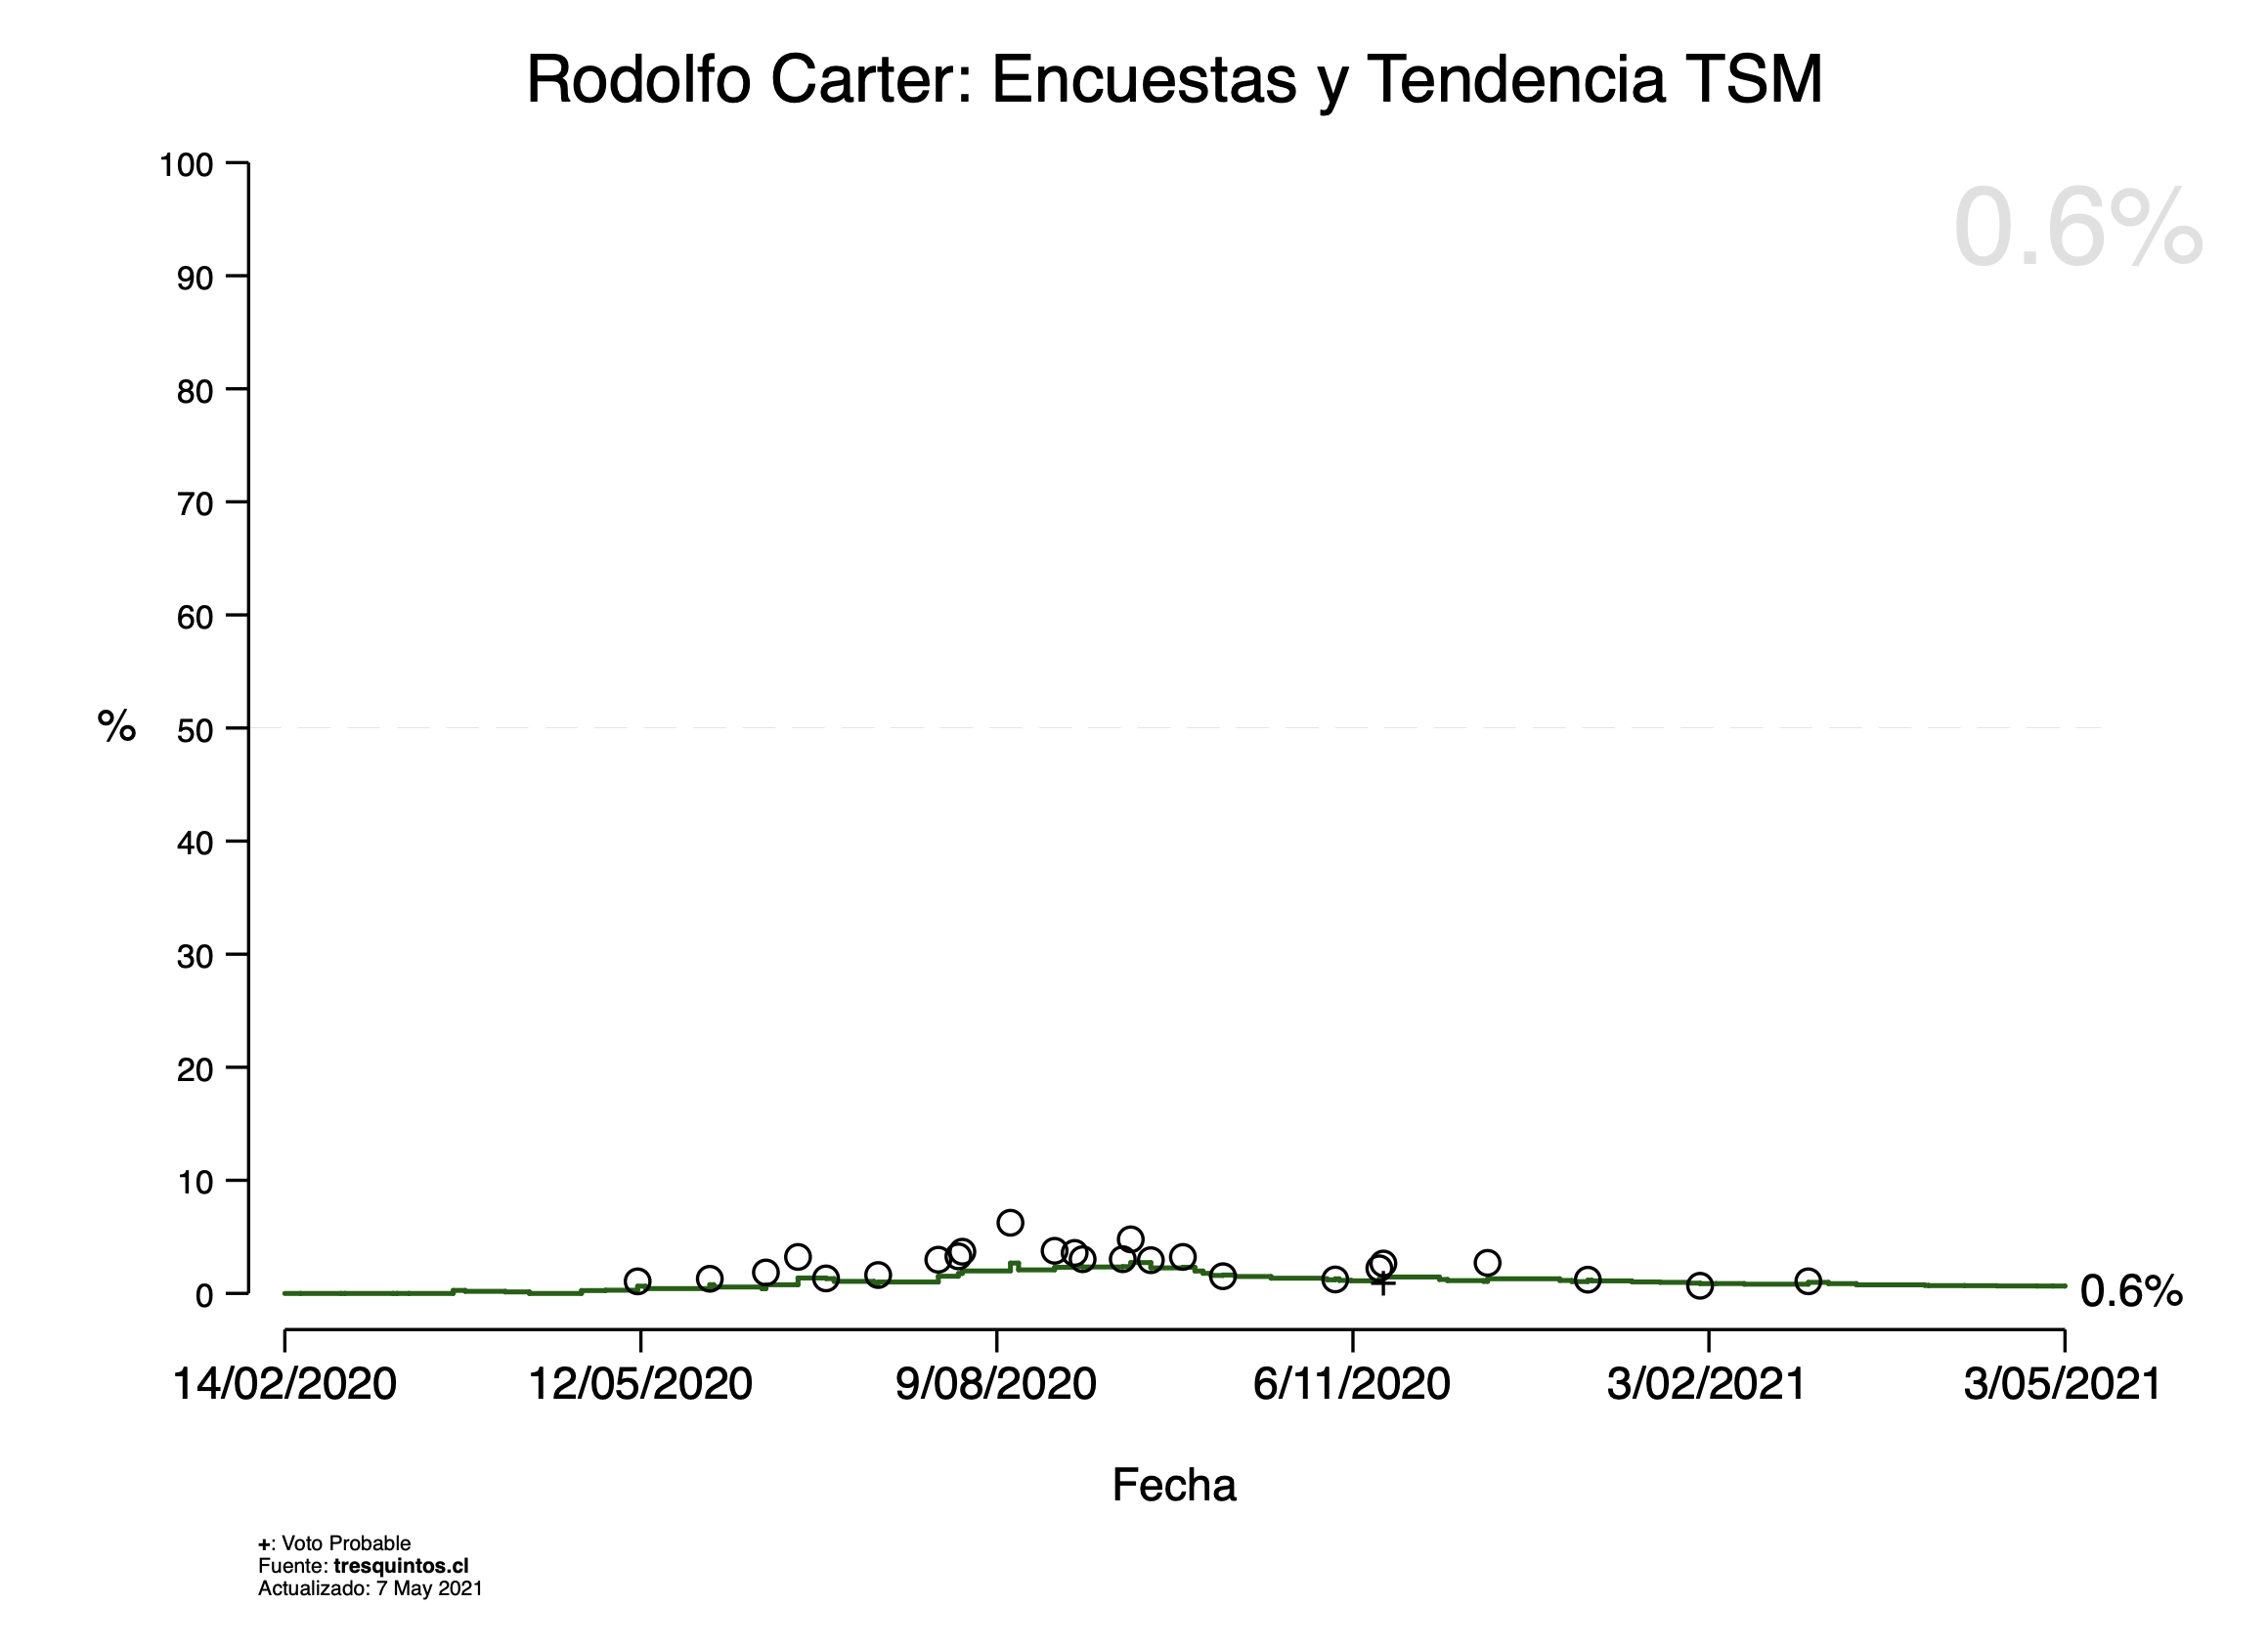 Rodolfo Carter: Encuestas y Tendencia TSM
0.6%
100
90
80
70
60
50
40
30
20
10
0
%
0.6%
14/02/2020 12/05/2020 9/08/2020 6/11/2020 3/02/2021 3/05/2021
Fecha
+: Voto Probable
Fuente: tresquintos.cl
Actualizado: 7 May 2021